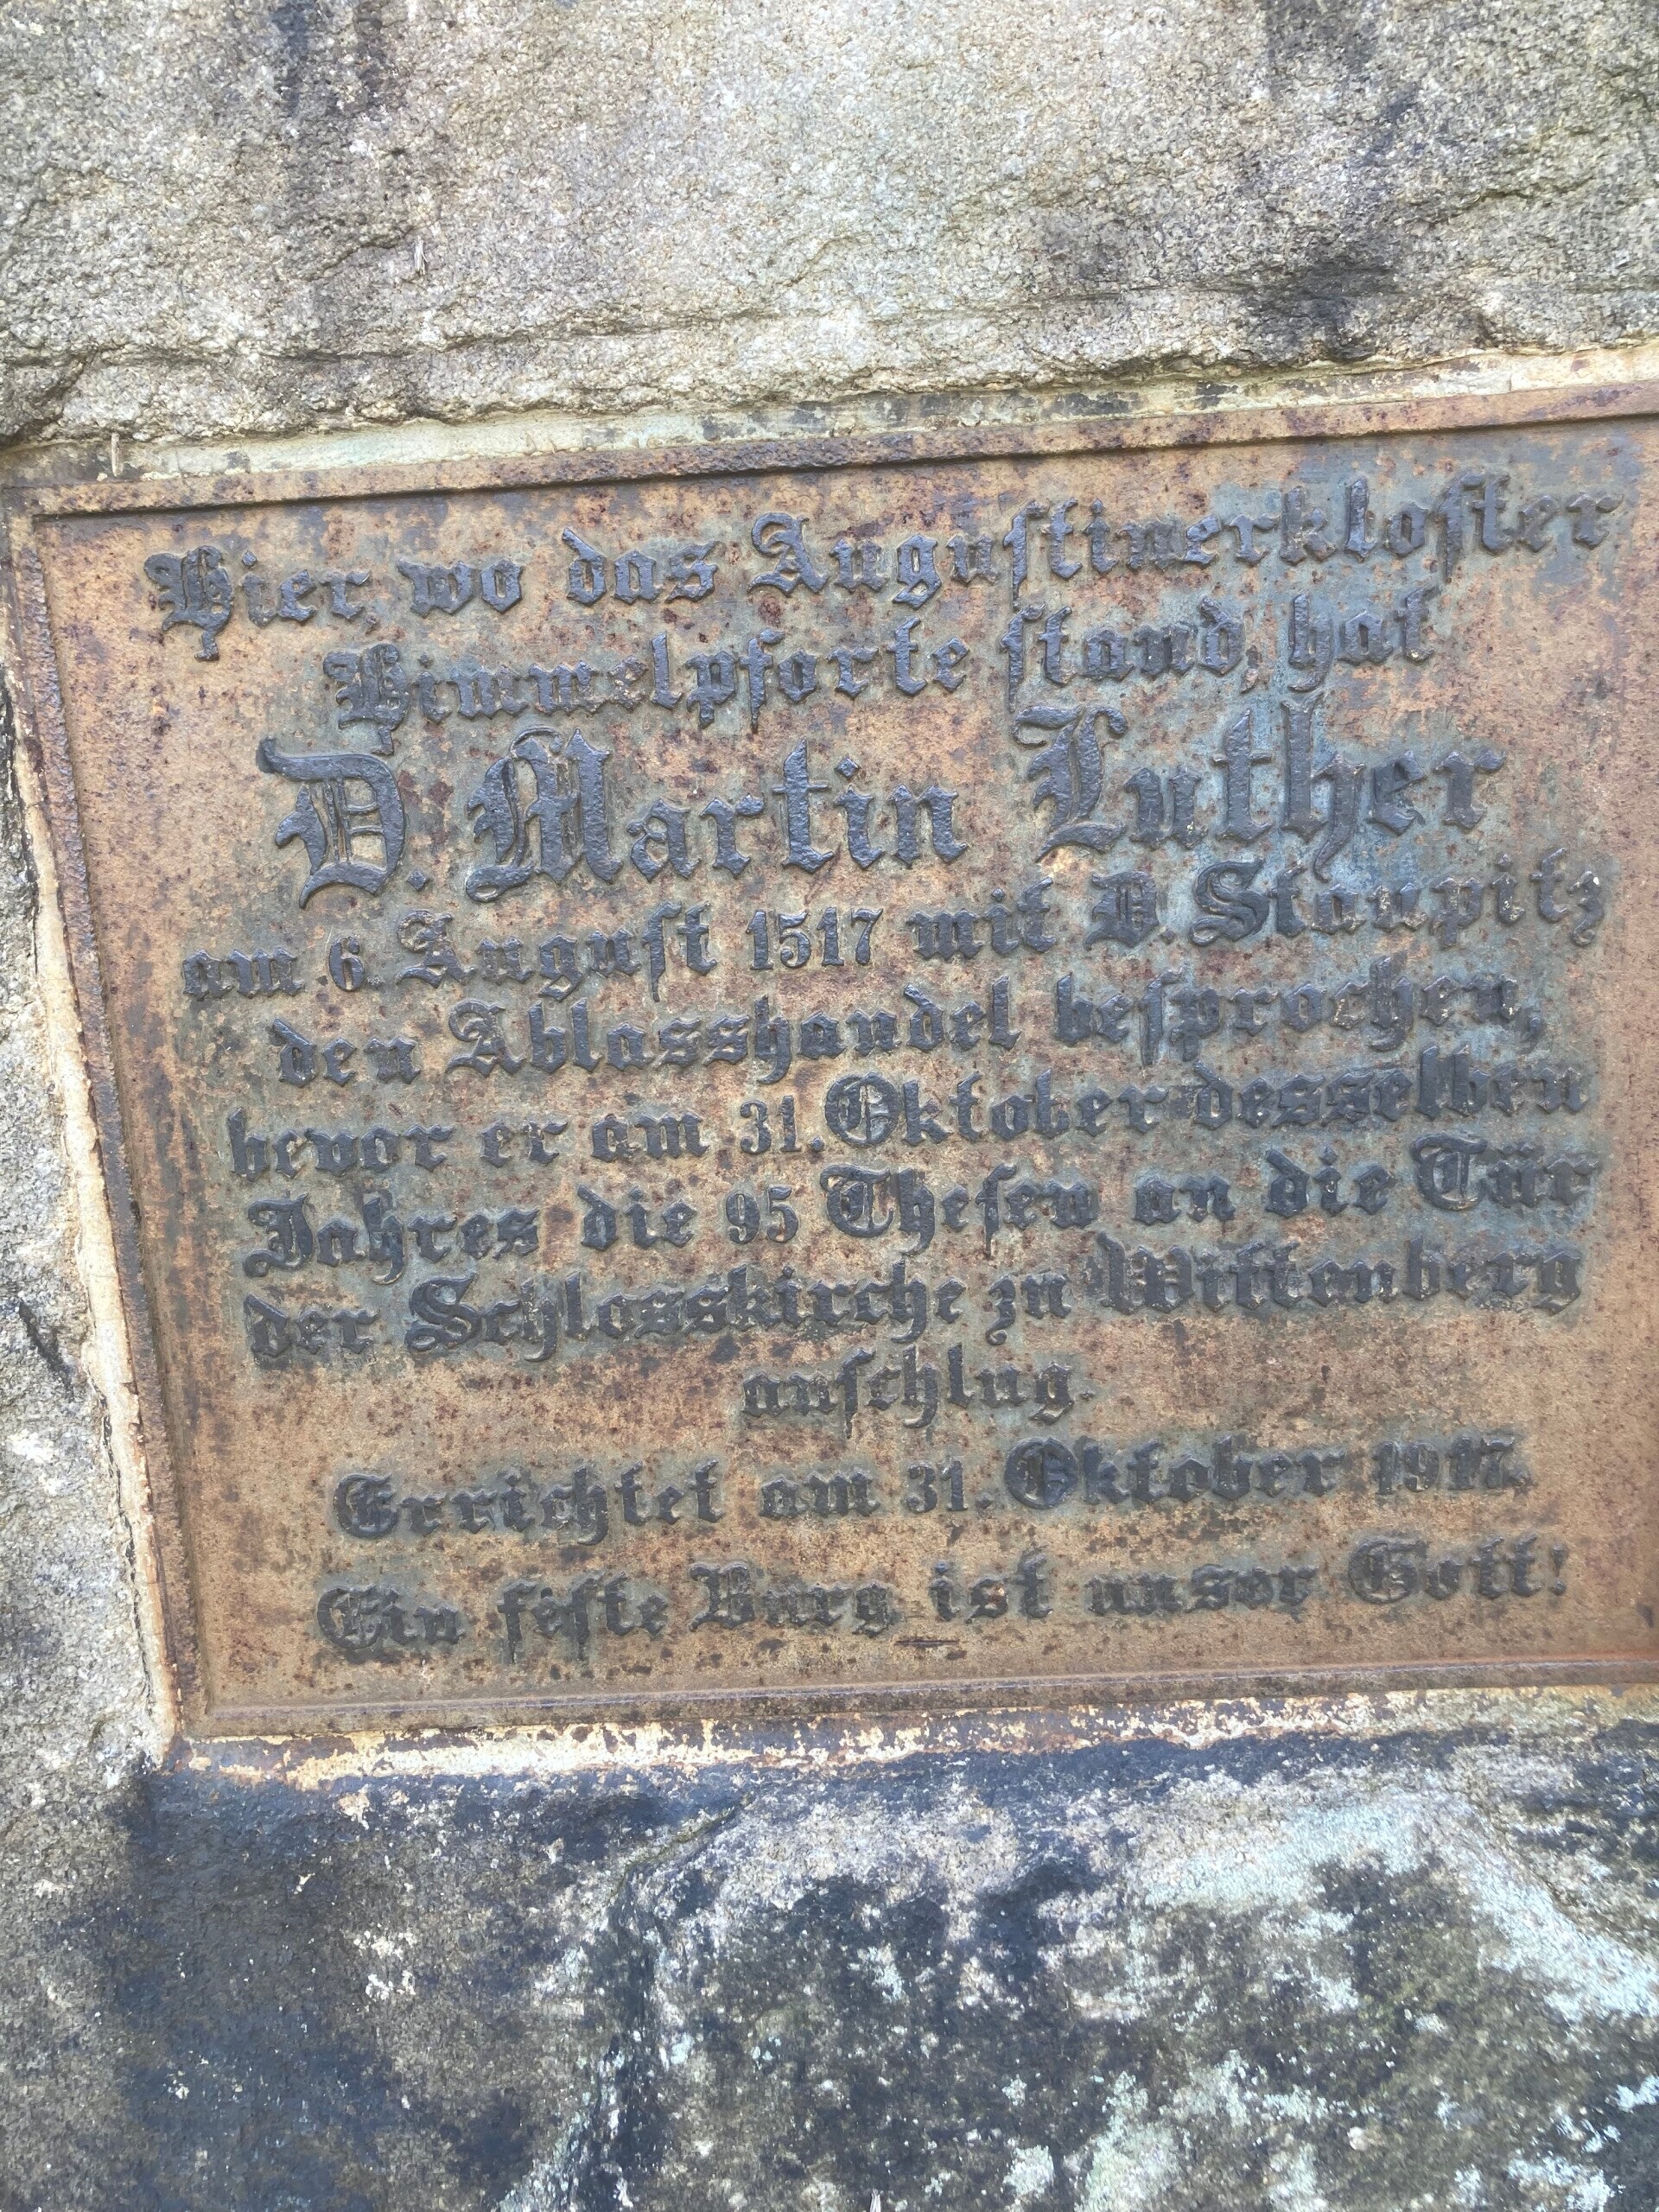 Hier, wo das Augustinerkloster
Himmelpforte stand, hat
D. Martin Luther
am 6. August 1517 mit D. Staupitz
den Ablasshandel besprochen,
bevor er am 31. Oktober desselben
Jahres die 95 Thesen an die Tür
der Schlosskirche zu Wittenberg
anschlug.
Errichtet am 31. Oktober 1917.
Ein feste Burg ist unser Gott!